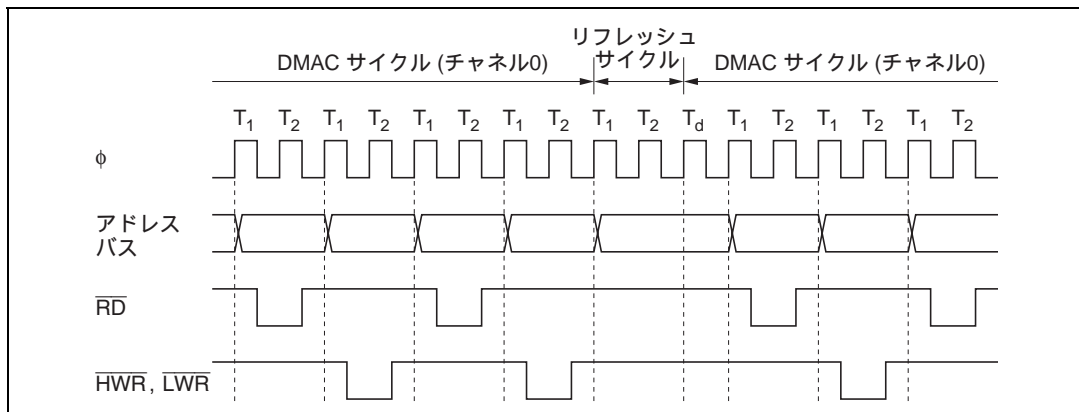 リフレッシュ
DMAC サイクル (チャネル0) サイクル DMAC サイクル (チャネル0)
T1 T2 T1 T2 T1 T2 T1 T2 T1 T2 Td T1 T2 T1 T2 T1 T2
φ
アドレス
バス
RD
HWR, LWR